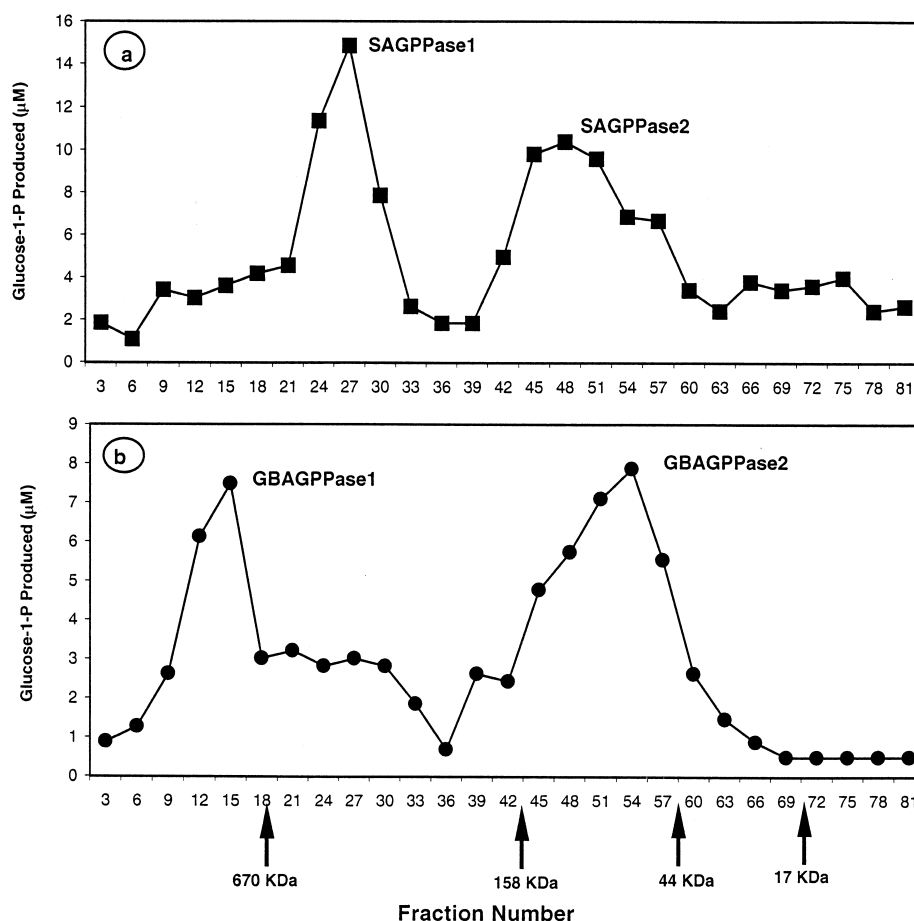 a
SAGPPase1
SAGPPase2
Glucose-1-P Produced (µM)
16
14
12
10
8
6
4
2
0
3 6 9 12 15 18 21 24 27 30 33 36 39 42 45 48 51 54 57 60 63 66 69 72 75 78 81
b
GBAGPPase1
GBAGPPase2
Glucose-1-P Produced (µM)
9
8
7
6
5
4
3
2
1
0
3 6 9 12 15 18 21 24 27 30 33 36 39 42 45 48 51 54 57 60 63 66 69 72 75 78 81
670 KDa
158 KDa
44 KDa
17 KDa
Fraction Number